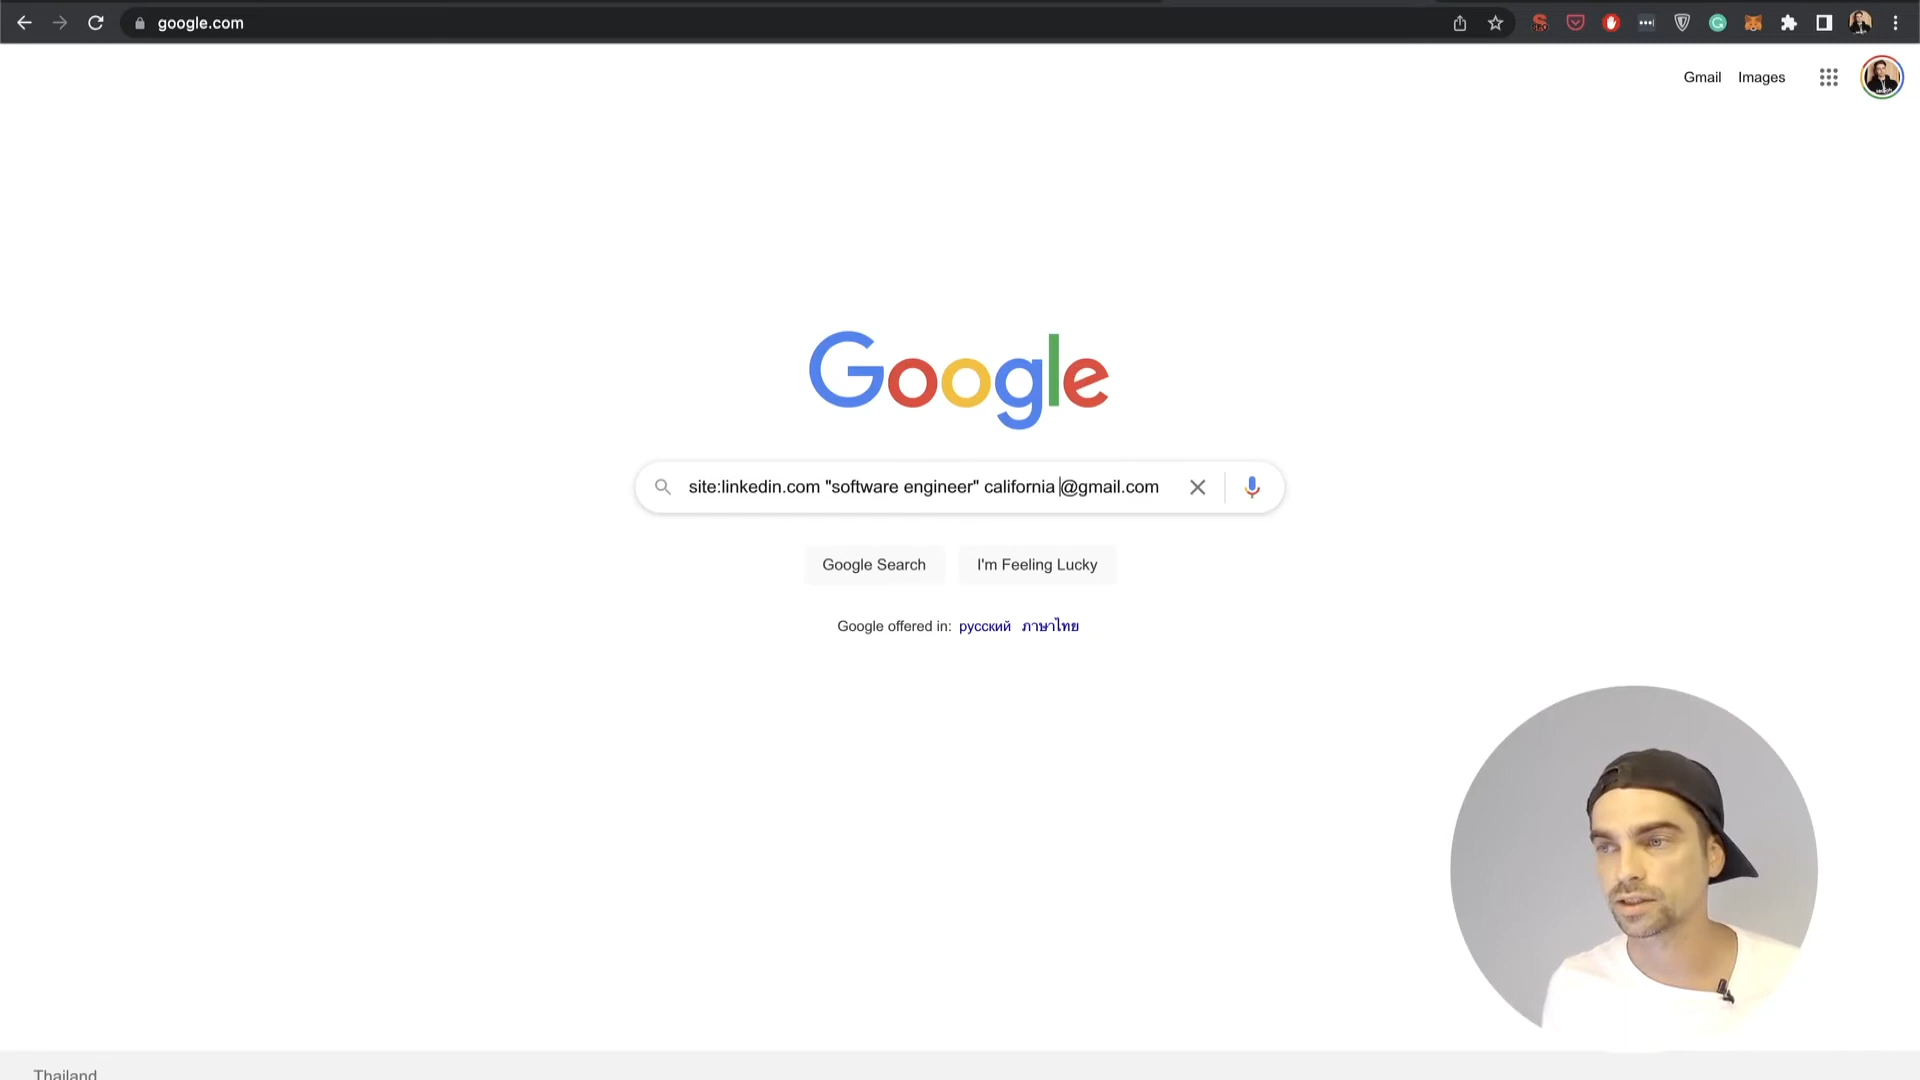 google.com
Gmail Images
Google
site:linkedin.com "software engineer" california @gmail.com
Google Search I'm Feeling Lucky
Google offered in: русский ภาษาไทย
Thailand